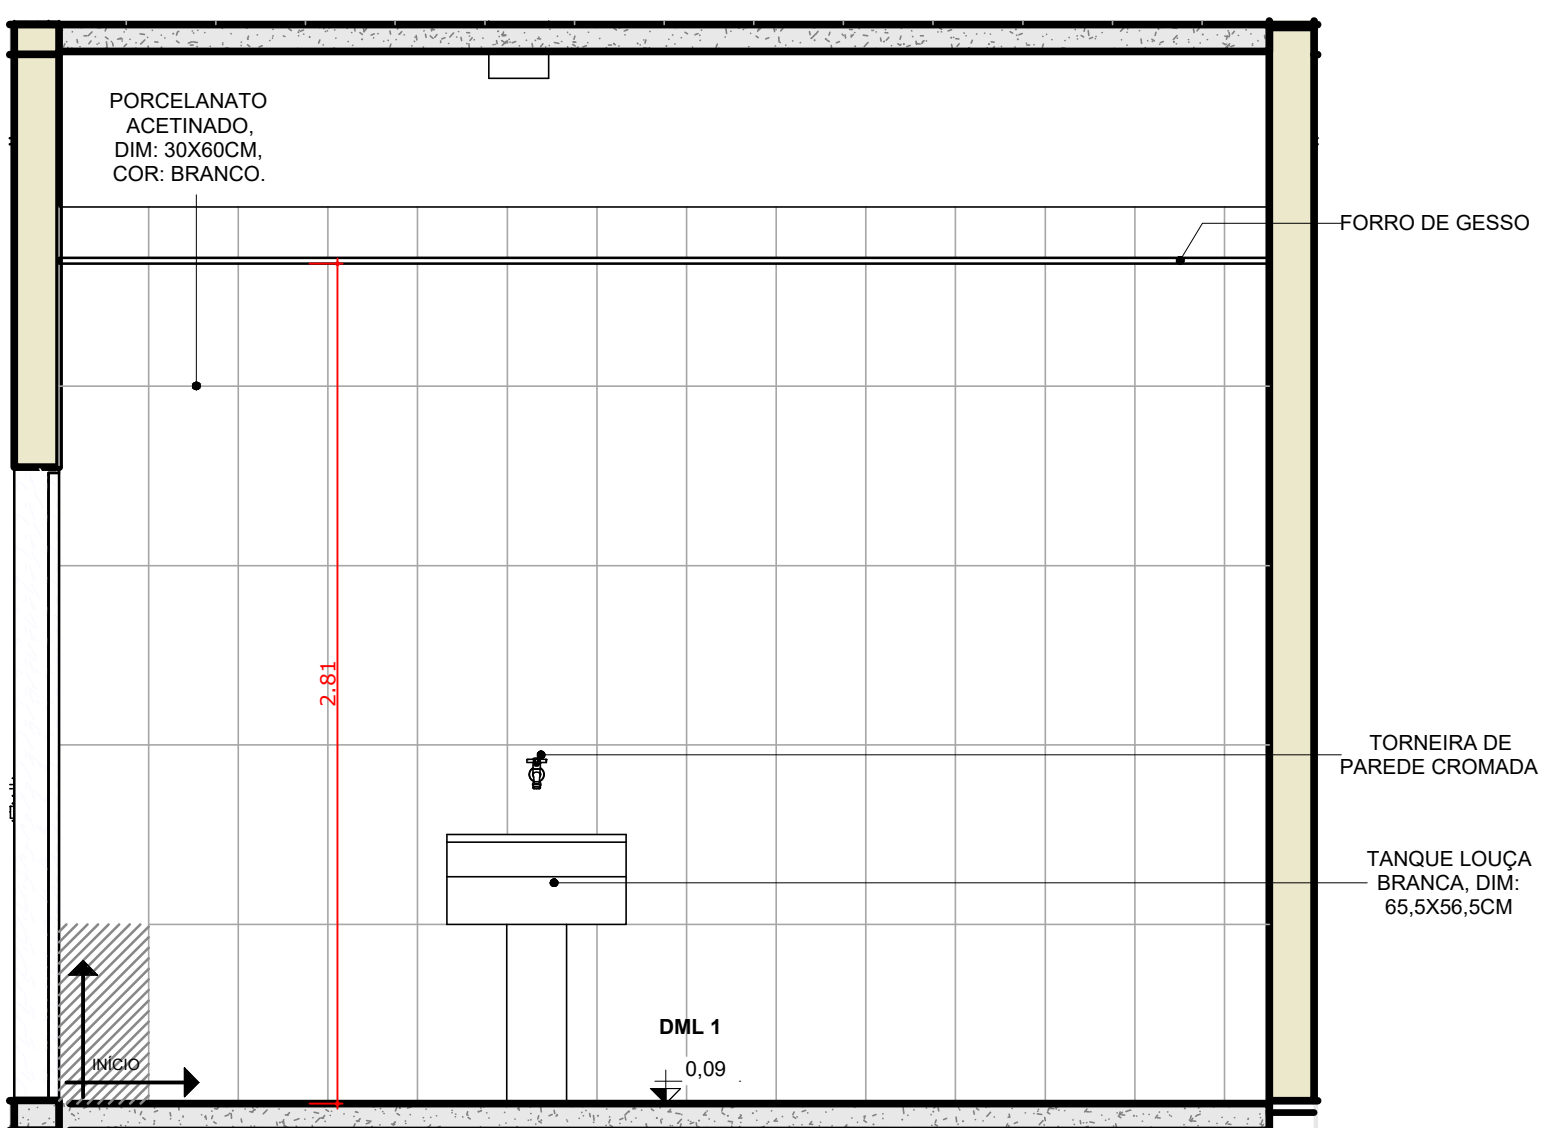 PORCELANATO
ACETINADO,
DIM: 30X60CM,
COR: BRANCO.
FORRO DE GESSO
2.81
TORNEIRA DE
PAREDE CROMADA
TANQUE LOUÇA
BRANCA, DIM:
65,5X56,5CM
DML 1
0,09
INÍCIO